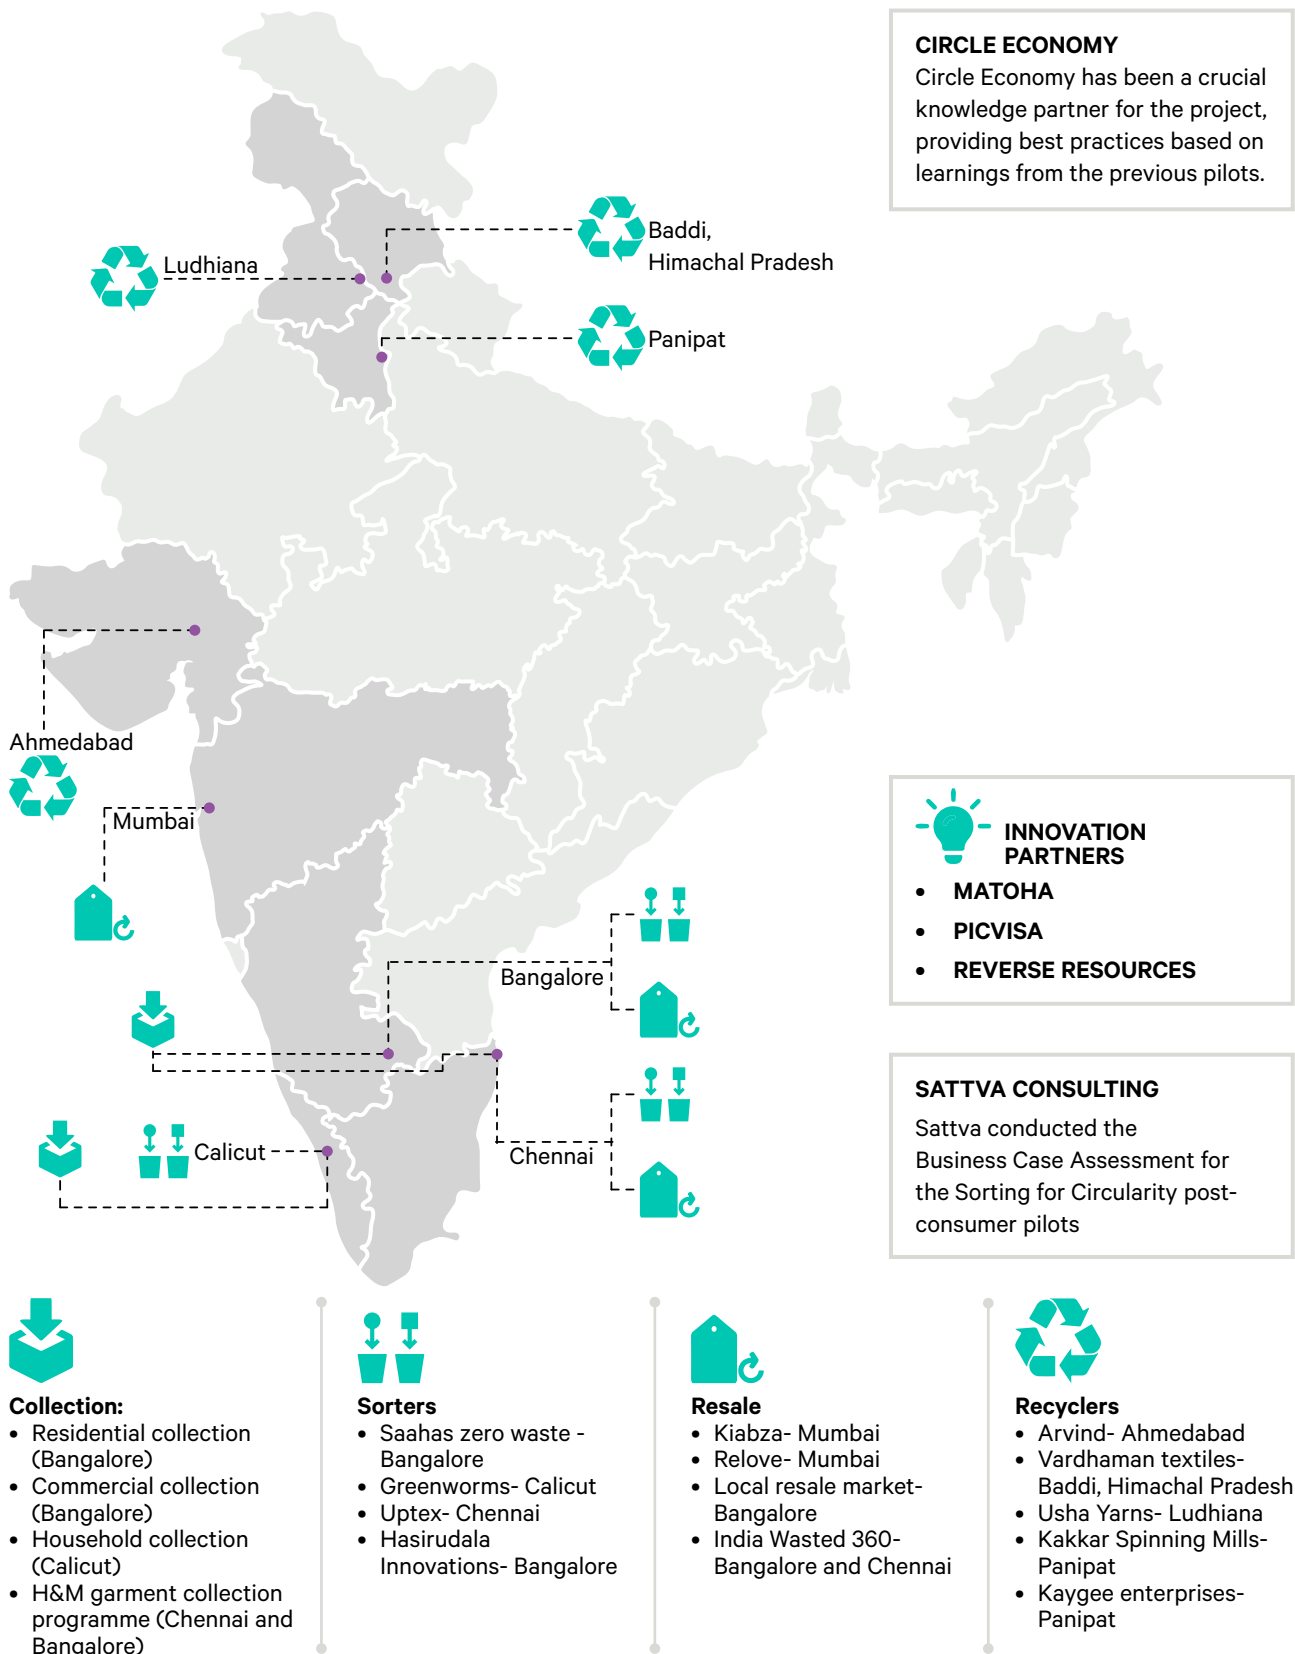 CIRCLE ECONOMY
Circle Economy has been a crucial
knowledge partner for the project,
providing best practices based on
learnings from the previous pilots.
Baddi,
Himachal Pradesh
Ludhiana
Panipat
Ahmedabad
Mumbai
INNOVATION
PARTNERS
• MATOHA
• PICVISA
• REVERSE RESOURCES
Bangalore
SATTVA CONSULTING
Sattva conducted the
Business Case Assessment for
the Sorting for Circularity post-
consumer pilots
Calicut
Chennai
Collection:
• Residential collection
(Bangalore)
• Commercial collection
(Bangalore)
• Household collection
(Calicut)
• H&M garment collection
programme (Chennai and
Bangalore)
Sorters
• Saahas zero waste -
Bangalore
• Greenworms- Calicut
• Uptex- Chennai
• Hasirudala
Innovations- Bangalore
Resale
• Kiabza- Mumbai
• Relove- Mumbai
• Local resale market-
Bangalore
• India Wasted 360-
Bangalore and Chennai
Recyclers
• Arvind- Ahmedabad
• Vardhaman textiles-
Baddi, Himachal Pradesh
• Usha Yarns- Ludhiana
• Kakkar Spinning Mills-
Panipat
• Kaygee enterprises-
Panipat